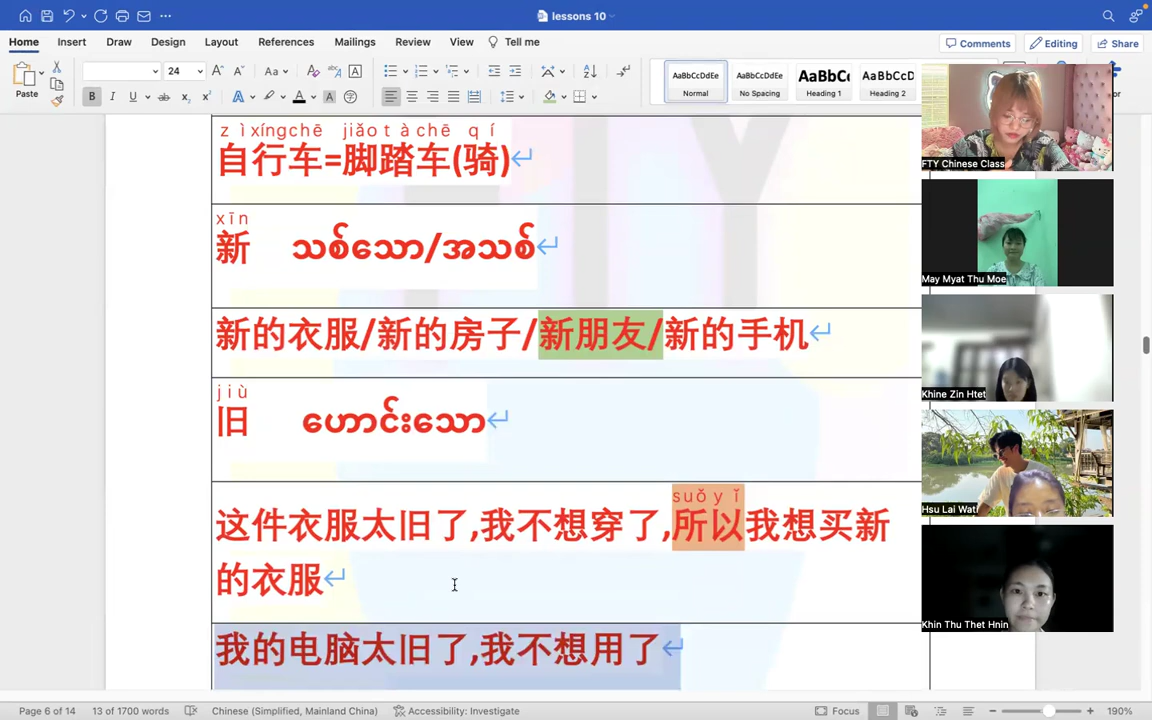 lessons 10
Home Insert Draw Design Layout References Mailings Review View Tell me
Comments Editing Share
Paste
24
Aa
AaBbCcDdEe AaBbCcDdEe AaBbCc AaBbCcD
Normal No Spacing Heading 1 Heading 2
zìxíngchē jiǎotàchē qí
自行车=脚踏车(骑)
xīn
新 သစ်သော/အသစ်
新的衣服/新的房子/新朋友/新的手机
jiù
旧 ဟောင်းသော
suǒyǐ
这件衣服太旧了,我不想穿了,所以我想买新
的衣服
我的电脑太旧了,我不想用了
FTY Chinese Class
May Myat Thu Moe
Khine Zin Htet
Hsu Lai Wat
Khin Thu Thet Hnin
Page 6 of 14 13 of 1700 words Chinese (Simplified, Mainland China) Accessibility: Investigate Focus 190%